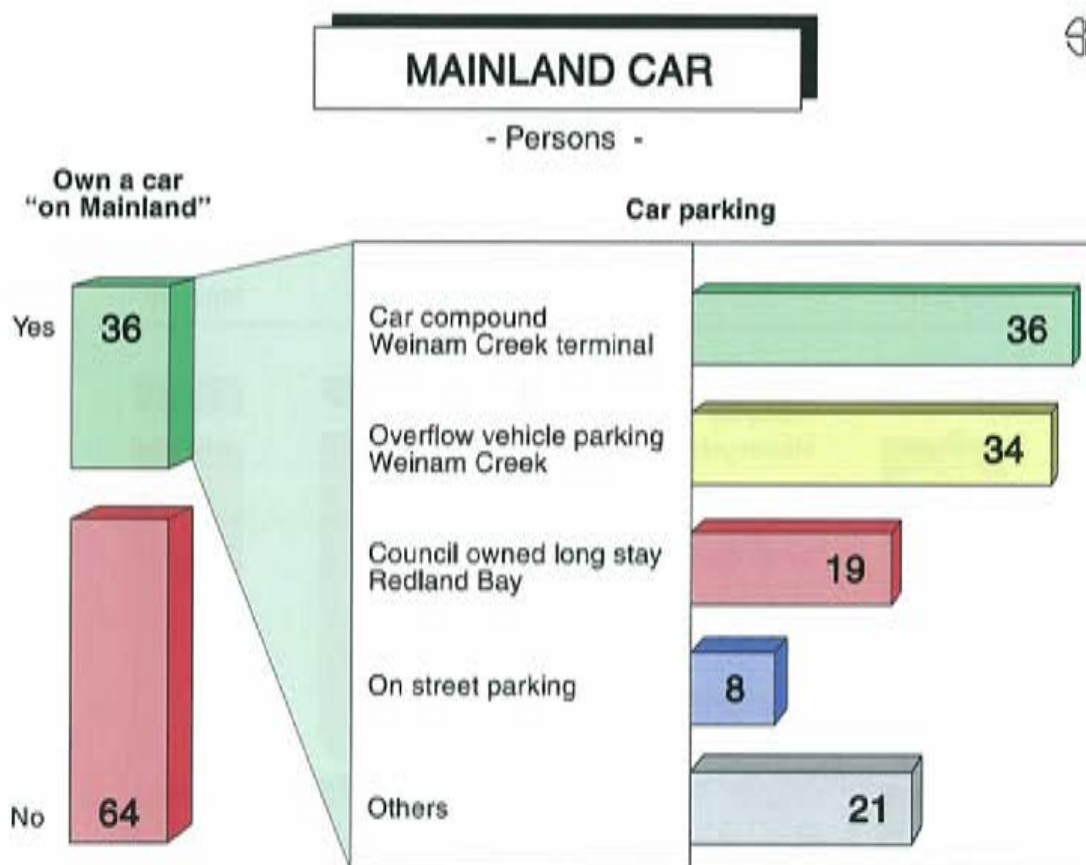 MAINLAND CAR
- Persons -
Own a car
"on Mainland"
Car parking
Yes
36
No
64
Car compound
Weinam Creek terminal
36
Overflow vehicle parking
Weinam Creek
34
Council owned long stay
Redland Bay
19
On street parking
8
Others
21